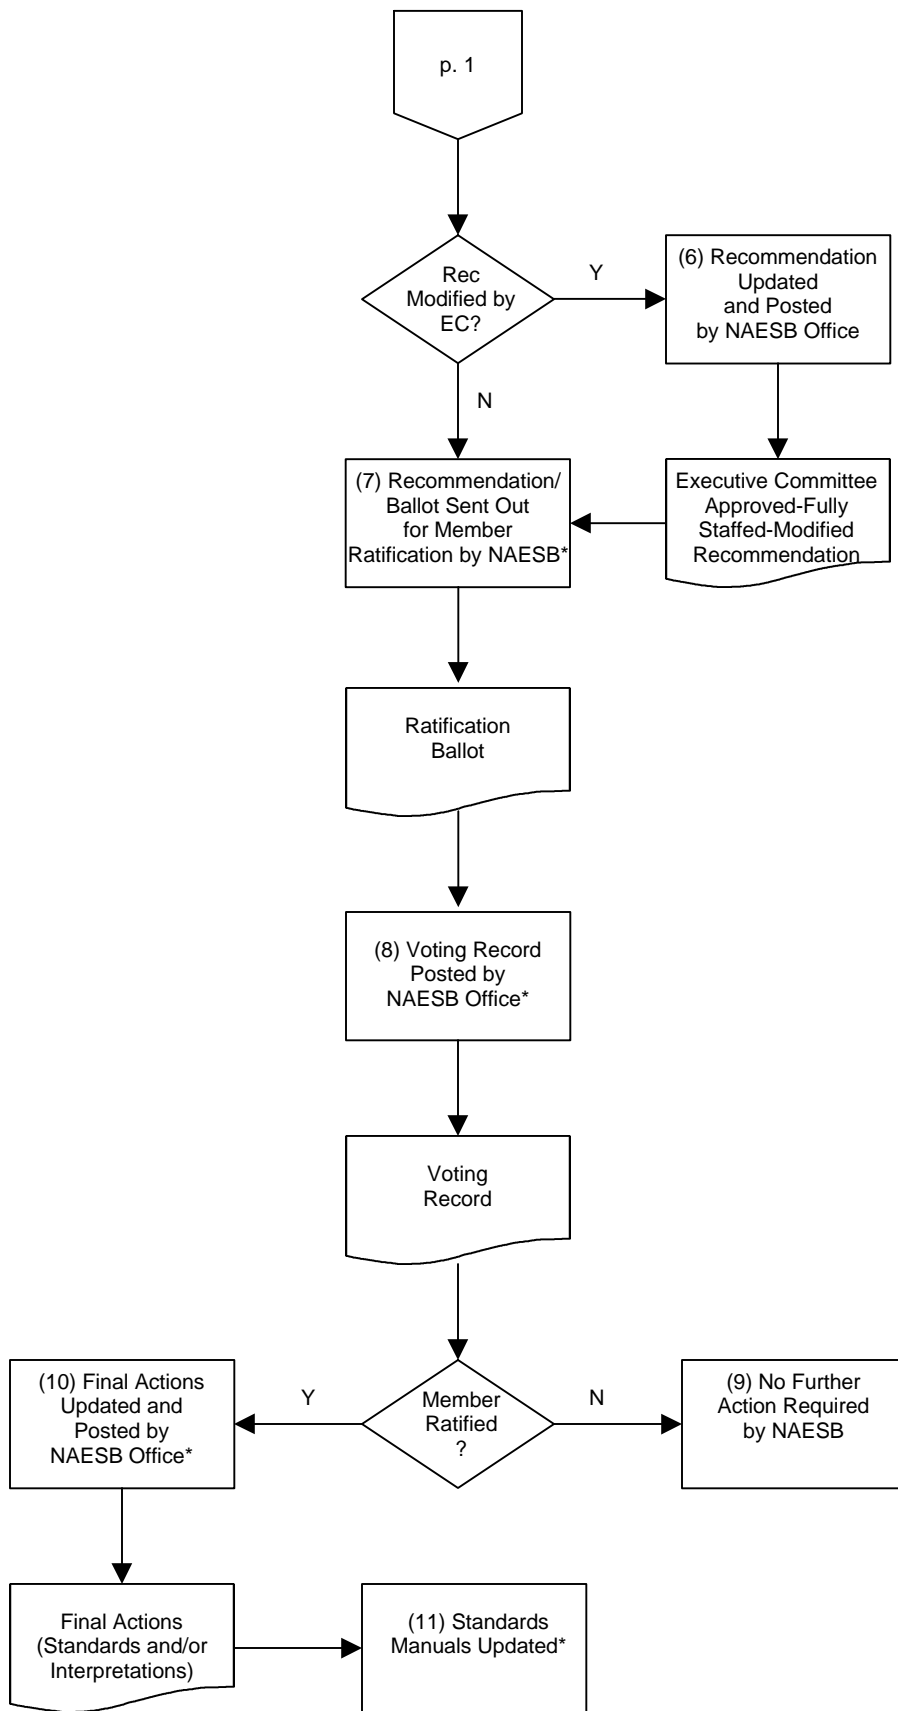 p. 1
Rec
Modified by
EC?
Y
(6) Recommendation
Updated
and Posted
by NAESB Office
N
(7) Recommendation/
Ballot Sent Out
for Member
Ratification by NAESB*
Executive Committee
Approved-Fully
Staffed-Modified
Recommendation
Ratification
Ballot
(8) Voting Record
Posted by
NAESB Office*
Voting
Record
(10) Final Actions
Updated and
Posted by
NAESB Office*
Y
Member
Ratified
?
N
(9) No Further
Action Required
by NAESB
Final Actions
(Standards and/or
Interpretations)
(11) Standards
Manuals Updated*